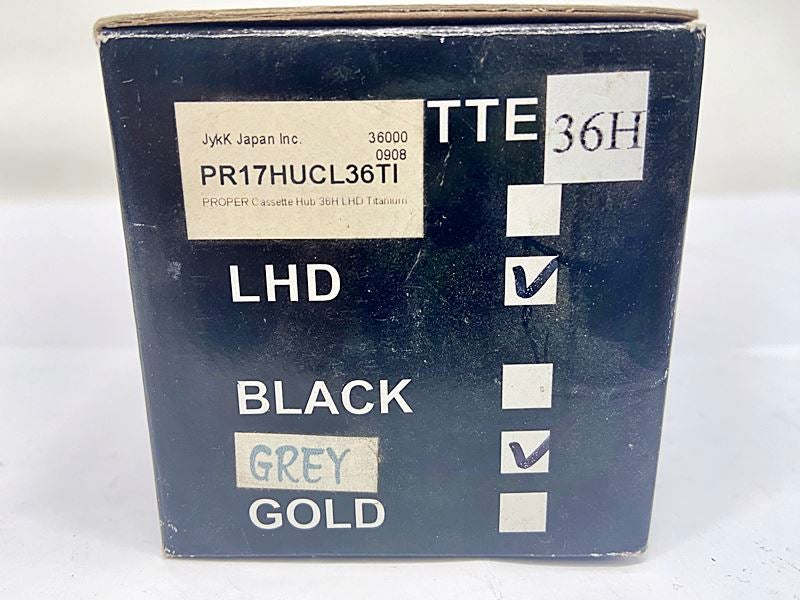 TTE 36H
JykK Japan Inc. 36000
0908
PR17HUCL36TI
PROPER Cassette Hub 36H LHD Titanium
LHD
BLACK
GREY
GOLD